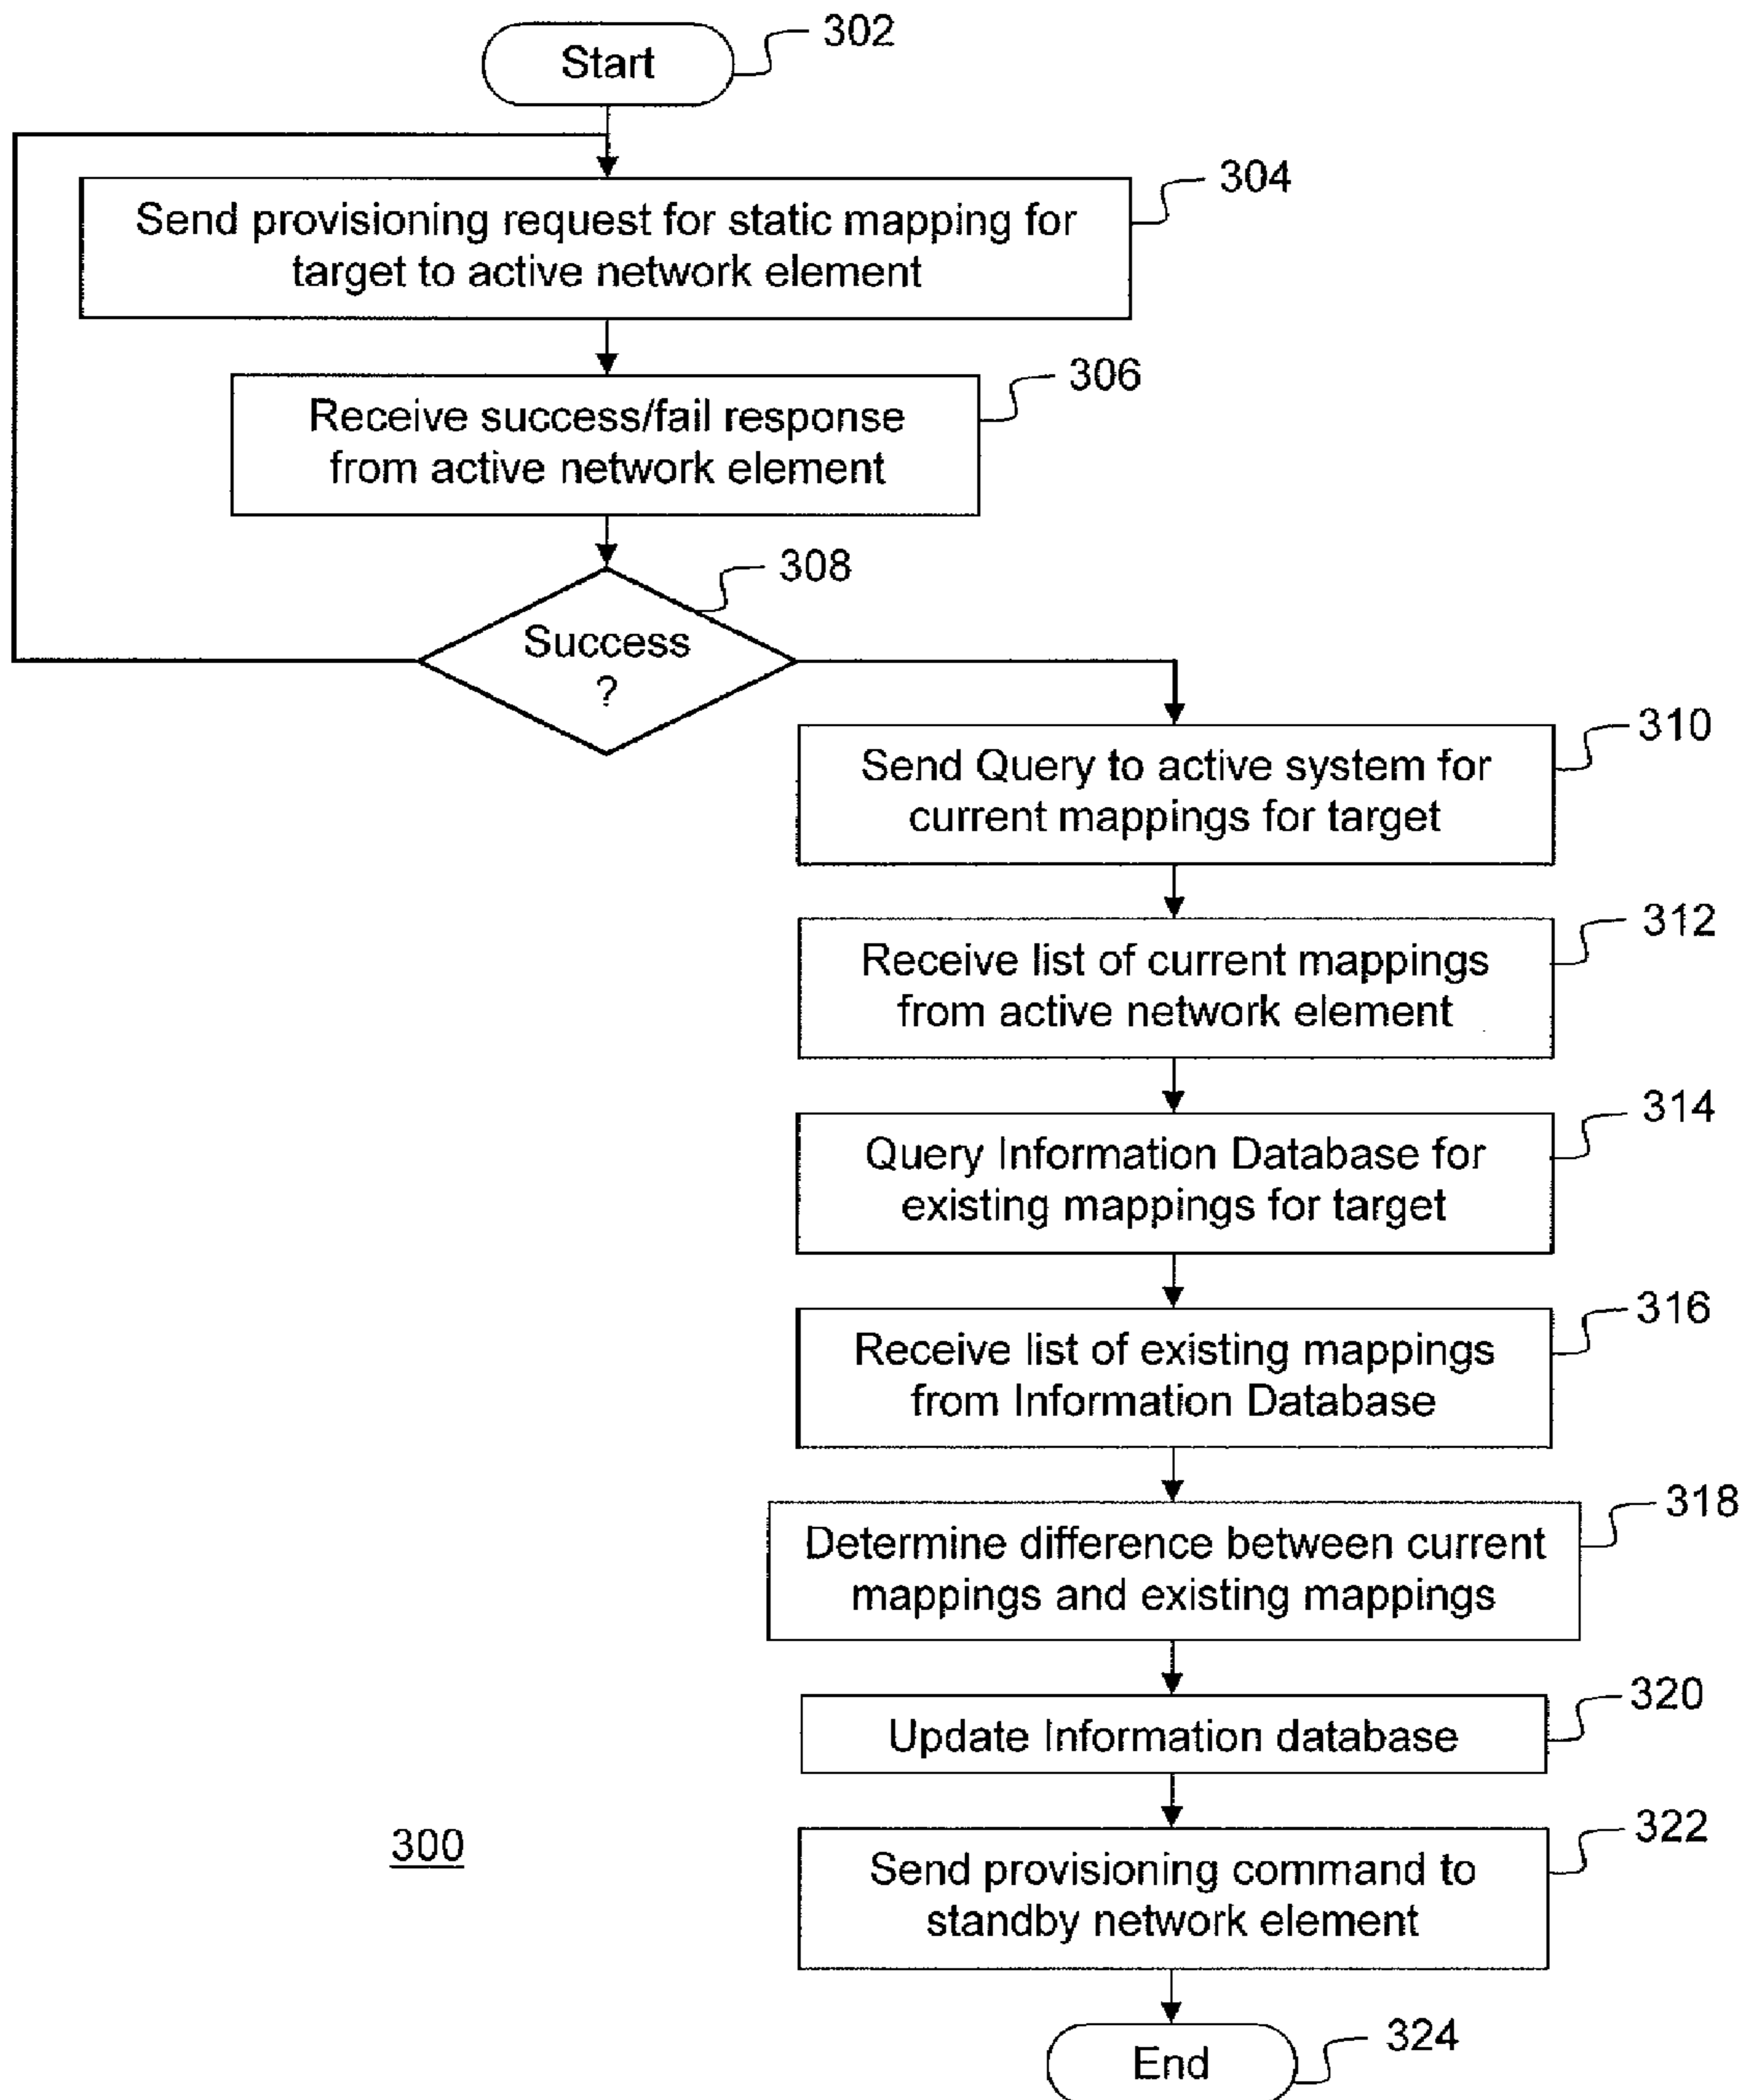 Start
302
Send provisioning request for static mapping for
target to active network element
304
Receive success/fail response
from active network element
306
Success
?
308
Send Query to active system for
current mappings for target
310
Receive list of current mappings
from active network element
312
Query Information Database for
existing mappings for target
314
Receive list of existing mappings
from Information Database
316
Determine difference between current
mappings and existing mappings
318
Update Information database
320
Send provisioning command to
standby network element
322
300
End
324